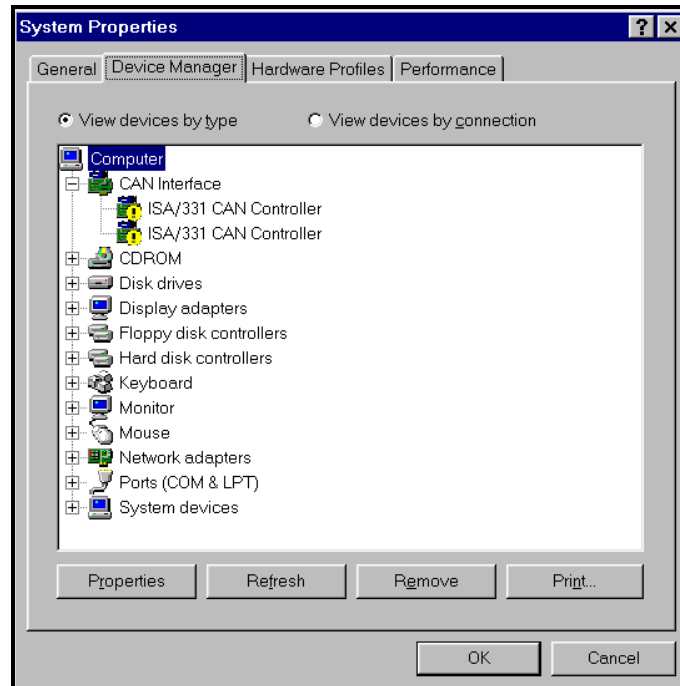 System Properties
General Device Manager Hardware Profiles Performance
View devices by type View devices by connection
Computer
CAN Interface
ISA/331 CAN Controller
ISA/331 CAN Controller
CDROM
Disk drives
Display adapters
Floppy disk controllers
Hard disk controllers
Keyboard
Monitor
Mouse
Network adapters
Ports (COM & LPT)
System devices
Properties Refresh Remove Print...
OK Cancel